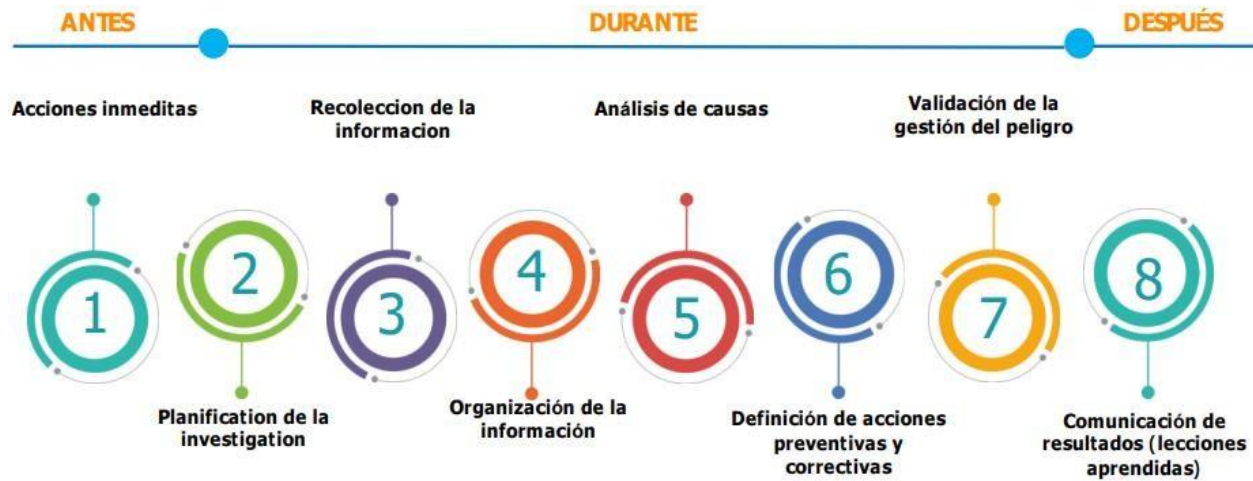 ANTES
DURANTE
DESPUÉS
Acciones inmeditas
Recoleccion de la
informacion
Análisis de causas
Validación de la
gestión del peligro
1
2
3
4
5
6
7
8
Planification de la
investigation
Organización de la
información
Definición de acciones
preventivas y
correctivas
Comunicación de
resultados (lecciones
aprendidas)